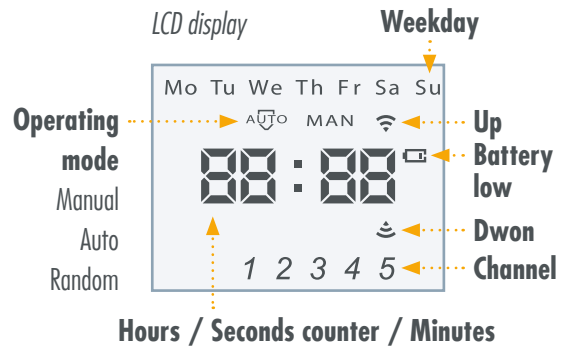 LCD display
Weekday
Mo Tu We Th Fr Sa Su
Operating mode
Manual
Auto
Random
AUTO MAN
Up
88:88
Battery low
Dwon
1 2 3 4 5
Channel
Hours / Seconds counter / Minutes